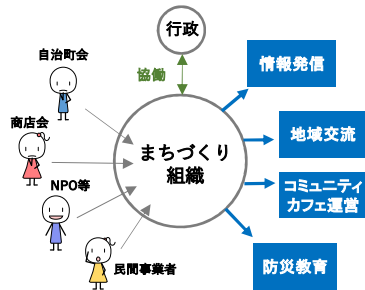 行政
協働
自治町会
商店会
NPO等
民間事業者
まちづくり
組織
情報発信
地域交流
コミュニティ
カフェ運営
防災教育